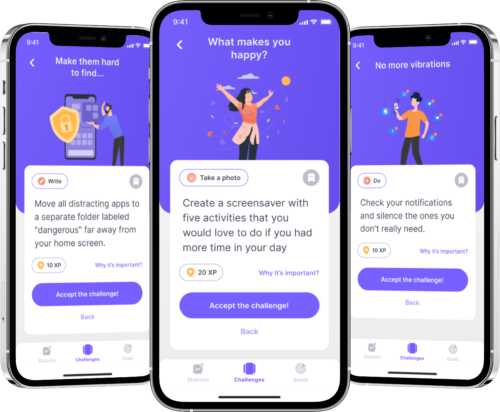 9:41
Make them hard
to find...
Write
Move all distracting apps to
a separate folder labeled
"dangerous" far away from
your home screen.
10 XP
Why it's important?
Accept the challenge!
Back
Statistic
Challenges
Goals
9:41
What makes you
happy?
Take a photo
Create a screensaver with
five activities that you
would love to do if you had
more time in your day
20 XP
Why it's important?
Accept the challenge!
Back
Statistic
Challenges
Goals
9:41
No more vibrations
Do
Check your notifications
and silence the ones you
don't really need.
10 XP
Why it's important?
Accept the challenge!
Back
Statistic
Challenges
Goals